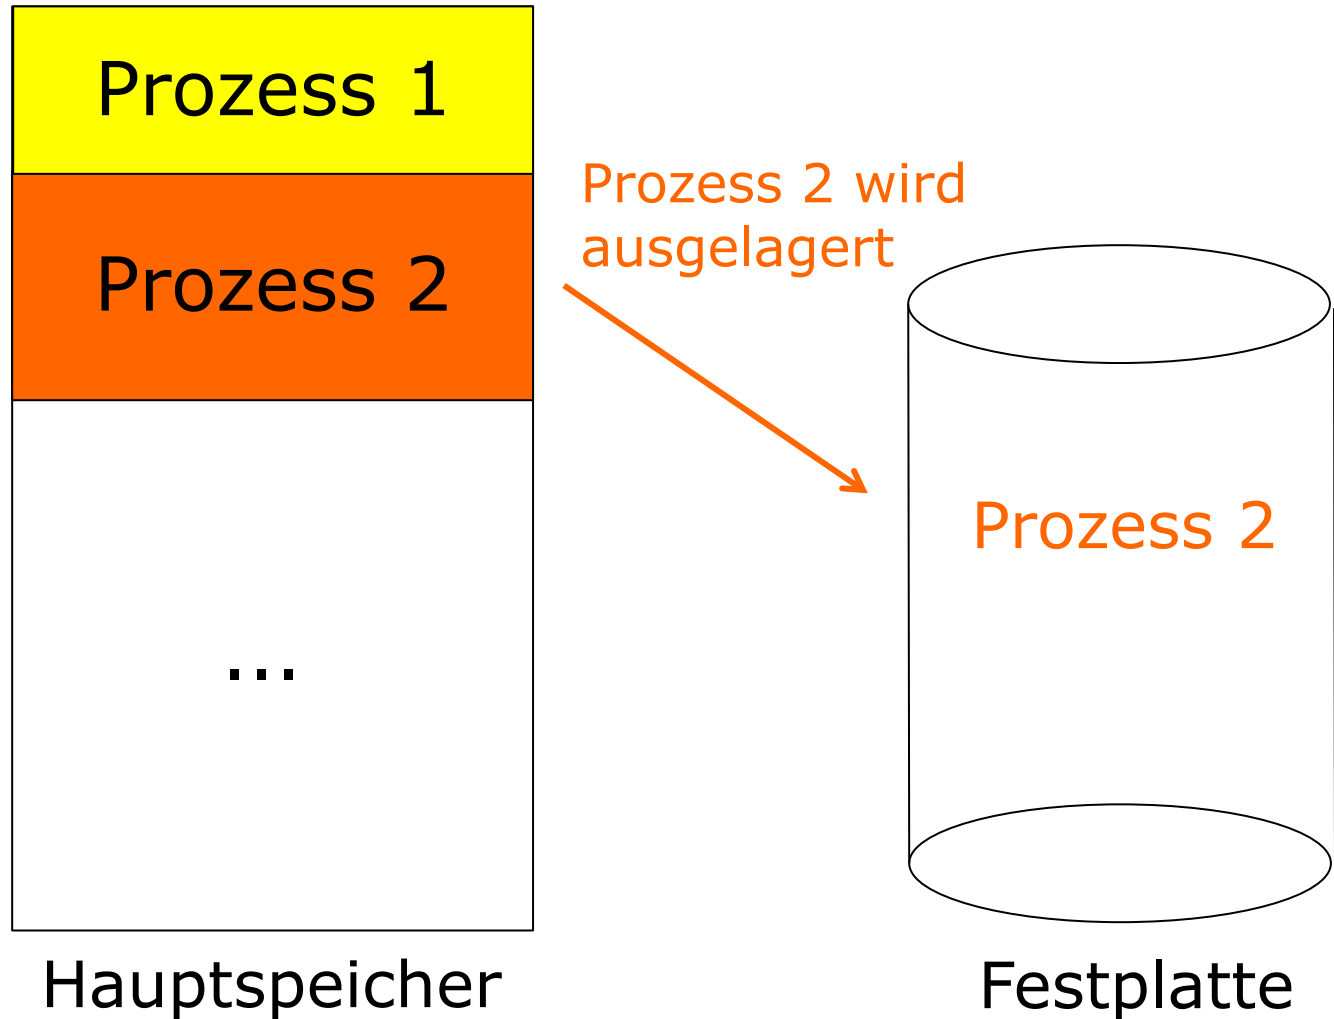 Prozess 1
Prozess 2 wird
ausgelagert
Prozess 2
Prozess 2
...
Hauptspeicher
Festplatte